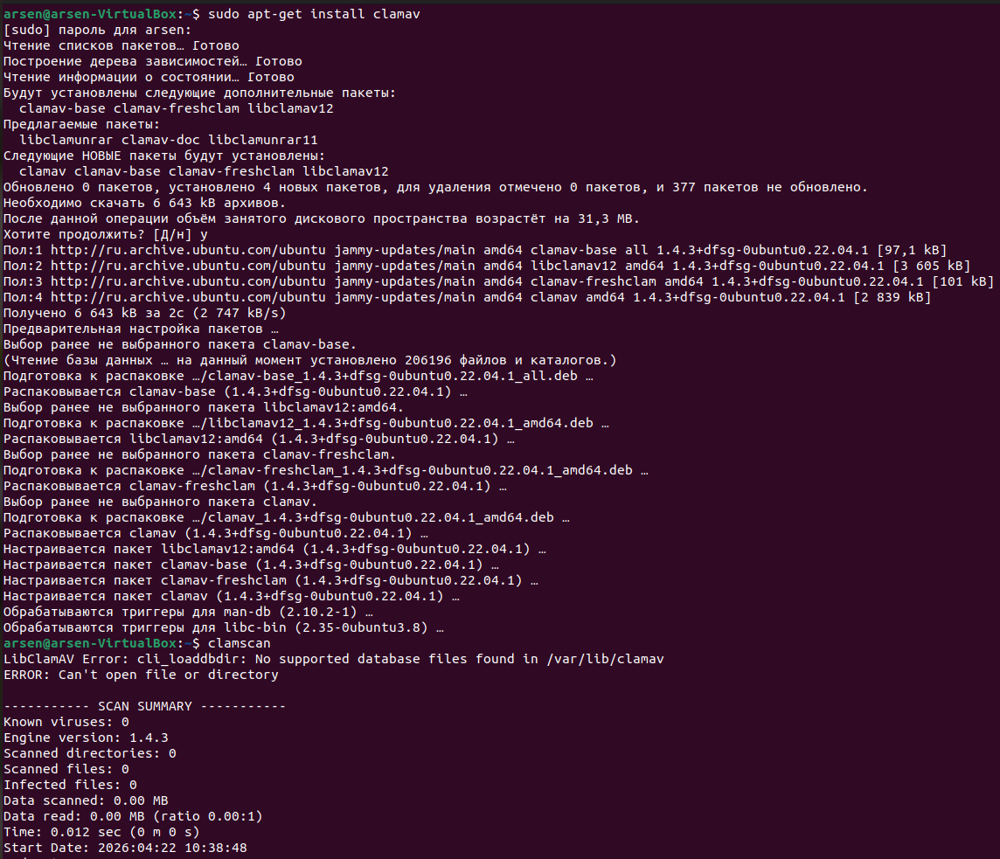 arsen@arsen-VirtualBox:~$ sudo apt-get install clamav
[sudo] пароль для arsen:
Чтение списков пакетов… Готово
Построение дерева зависимостей… Готово
Чтение информации о состоянии… Готово
Будут установлены следующие дополнительные пакеты:
  clamav-base clamav-freshclam libclamav12
Предлагаемые пакеты:
  libclamunrar clamav-doc libclamunrar11
Следующие НОВЫЕ пакеты будут установлены:
  clamav clamav-base clamav-freshclam libclamav12
Обновлено 0 пакетов, установлено 4 новых пакетов, для удаления отмечено 0 пакетов, и 377 пакетов не обновлено.
Необходимо скачать 6 643 kB архивов.
После данной операции объём занятого дискового пространства возрастёт на 31,3 MB.
Хотите продолжить? [Д/н] y
Пол:1 http://ru.archive.ubuntu.com/ubuntu jammy-updates/main amd64 clamav-base all 1.4.3+dfsg-0ubuntu0.22.04.1 [97,1 kB]
Пол:2 http://ru.archive.ubuntu.com/ubuntu jammy-updates/main amd64 libclamav12 amd64 1.4.3+dfsg-0ubuntu0.22.04.1 [3 605 kB]
Пол:3 http://ru.archive.ubuntu.com/ubuntu jammy-updates/main amd64 clamav-freshclam amd64 1.4.3+dfsg-0ubuntu0.22.04.1 [101 kB]
Пол:4 http://ru.archive.ubuntu.com/ubuntu jammy-updates/main amd64 clamav amd64 1.4.3+dfsg-0ubuntu0.22.04.1 [2 839 kB]
Получено 6 643 kB за 2с (2 747 kB/s)
Предварительная настройка пакетов …
Выбор ранее не выбранного пакета clamav-base.
(Чтение базы данных … на данный момент установлено 206196 файлов и каталогов.)
Подготовка к распаковке …/clamav-base_1.4.3+dfsg-0ubuntu0.22.04.1_all.deb …
Распаковывается clamav-base (1.4.3+dfsg-0ubuntu0.22.04.1) …
Выбор ранее не выбранного пакета libclamav12:amd64.
Подготовка к распаковке …/libclamav12_1.4.3+dfsg-0ubuntu0.22.04.1_amd64.deb …
Распаковывается libclamav12:amd64 (1.4.3+dfsg-0ubuntu0.22.04.1) …
Выбор ранее не выбранного пакета clamav-freshclam.
Подготовка к распаковке …/clamav-freshclam_1.4.3+dfsg-0ubuntu0.22.04.1_amd64.deb …
Распаковывается clamav-freshclam (1.4.3+dfsg-0ubuntu0.22.04.1) …
Выбор ранее не выбранного пакета clamav.
Подготовка к распаковке …/clamav_1.4.3+dfsg-0ubuntu0.22.04.1_amd64.deb …
Распаковывается clamav (1.4.3+dfsg-0ubuntu0.22.04.1) …
Настраивается пакет libclamav12:amd64 (1.4.3+dfsg-0ubuntu0.22.04.1) …
Настраивается пакет clamav-base (1.4.3+dfsg-0ubuntu0.22.04.1) …
Настраивается пакет clamav-freshclam (1.4.3+dfsg-0ubuntu0.22.04.1) …
Настраивается пакет clamav (1.4.3+dfsg-0ubuntu0.22.04.1) …
Обрабатываются триггеры для man-db (2.10.2-1) …
Обрабатываются триггеры для libc-bin (2.35-0ubuntu3.8) …
arsen@arsen-VirtualBox:~$ clamscan
LibClamAV Error: cli_loaddbdir: No supported database files found in /var/lib/clamav
ERROR: Can't open file or directory

----------- SCAN SUMMARY -----------
Known viruses: 0
Engine version: 1.4.3
Scanned directories: 0
Scanned files: 0
Infected files: 0
Data scanned: 0.00 MB
Data read: 0.00 MB (ratio 0.00:1)
Time: 0.012 sec (0 m 0 s)
Start Date: 2026:04:22 10:38:48